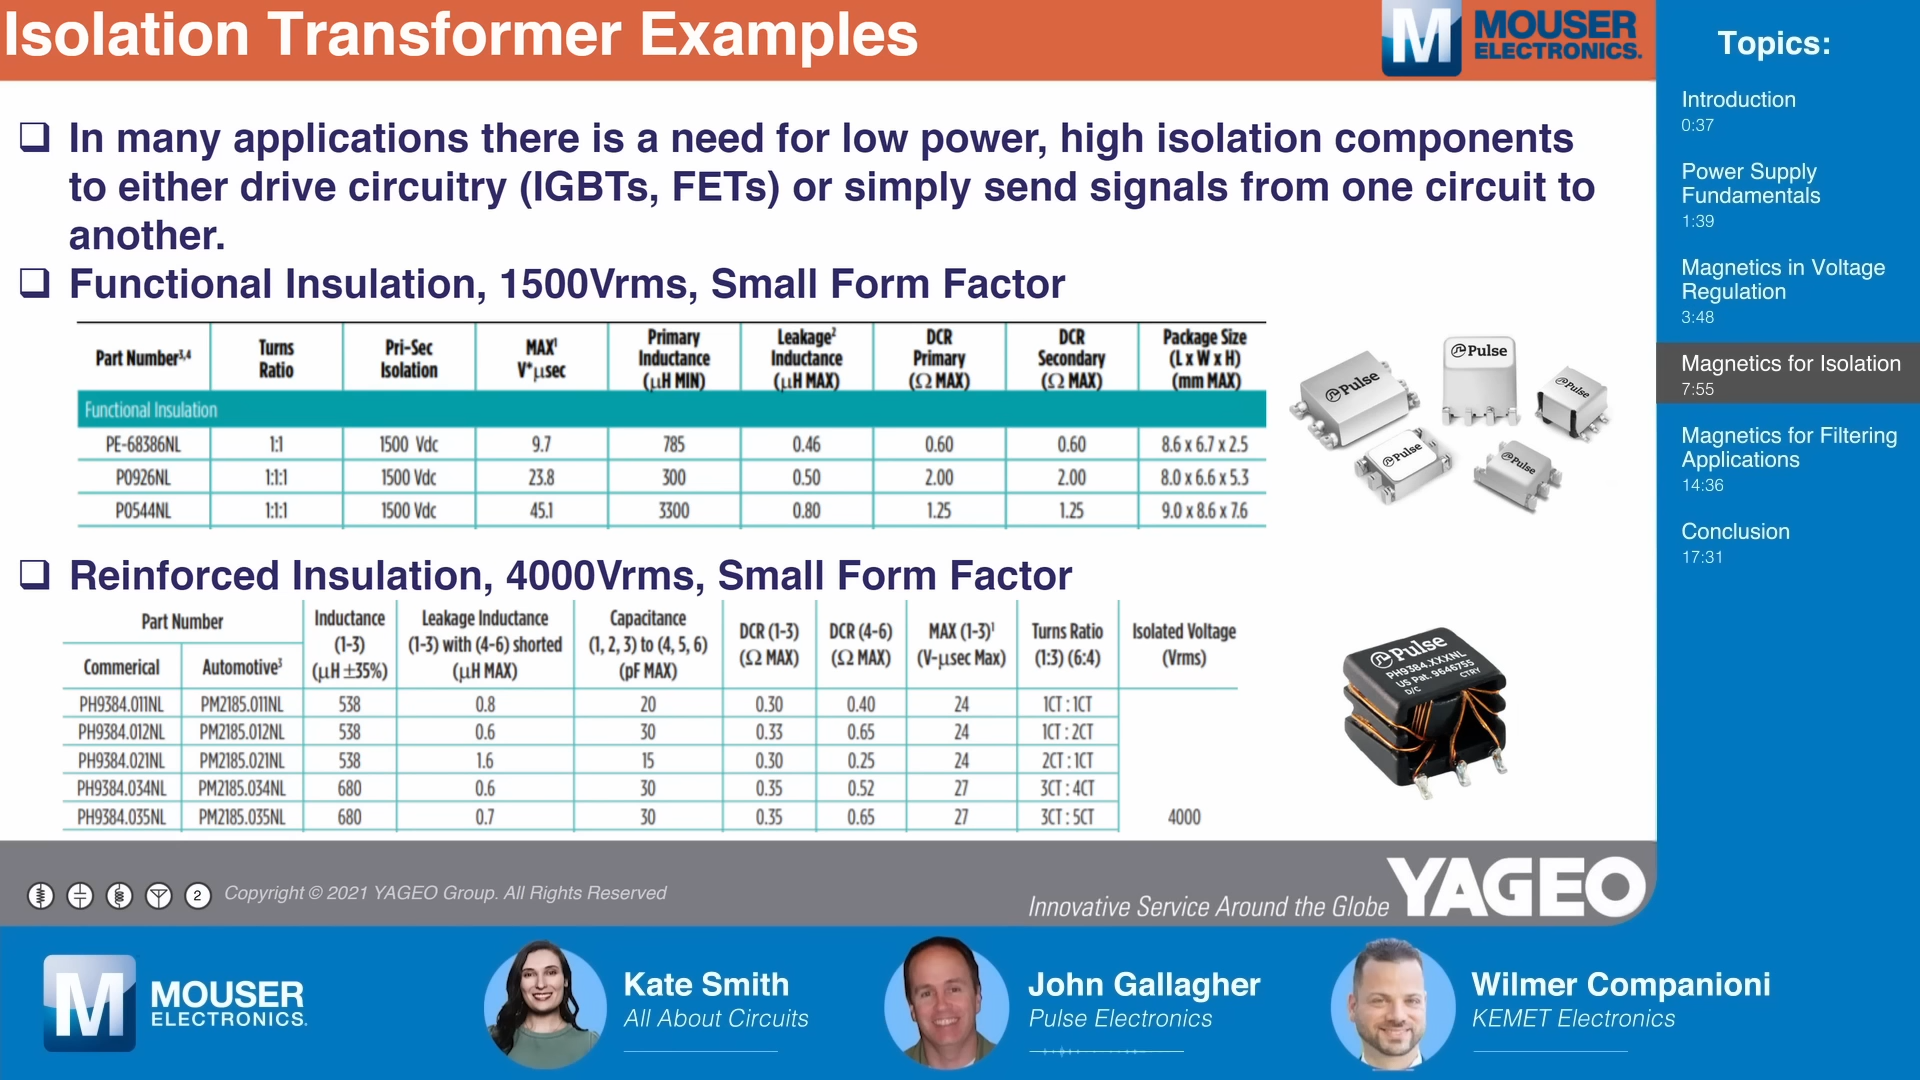 Isolation Transformer Examples
MOUSER
ELECTRONICS.
❑ In many applications there is a need for low power, high isolation components
to either drive circuitry (IGBTs, FETs) or simply send signals from one circuit to
another.
❑ Functional Insulation, 1500Vrms, Small Form Factor
Part Number3,4 Turns Ratio Pri-Sec Isolation MAX1 V*µsec Primary Inductance (µH MIN) Leakage2 Inductance (µH MAX) DCR Primary (Ω MAX) DCR Secondary (Ω MAX) Package Size (L x W x H) (mm MAX)
Functional Insulation
PE-68386NL 1:1 1500 Vdc 9.7 785 0.46 0.60 0.60 8.6 x 6.7 x 2.5
P0926NL 1:1:1 1500 Vdc 23.8 300 0.50 2.00 2.00 8.0 x 6.6 x 5.3
P0544NL 1:1:1 1500 Vdc 45.1 3300 0.80 1.25 1.25 9.0 x 8.6 x 7.6
Pulse
Pulse
Pulse
Pulse
Pulse
❑ Reinforced Insulation, 4000Vrms, Small Form Factor
Part Number Inductance (1-3) (µH ±35%) Leakage Inductance (1-3) with (4-6) shorted (µH MAX) Capacitance (1, 2, 3) to (4, 5, 6) (pF MAX) DCR (1-3) (Ω MAX) DCR (4-6) (Ω MAX) MAX (1-3)1 (V-µsec Max) Turns Ratio (1:3) (6:4) Isolated Voltage (Vrms)
Commerical Automotive3
PH9384.011NL PM2185.011NL 538 0.8 20 0.30 0.40 24 1CT : 1CT
PH9384.012NL PM2185.012NL 538 0.6 30 0.33 0.65 24 1CT : 2CT
PH9384.021NL PM2185.021NL 538 1.6 15 0.30 0.25 24 2CT : 1CT
PH9384.034NL PM2185.034NL 680 0.6 30 0.35 0.52 27 3CT : 4CT
PH9384.035NL PM2185.035NL 680 0.7 30 0.35 0.65 27 3CT : 5CT 4000
Pulse
PH9384.XXXNL
US Pat. 9646755
D/C CTRY
2
Copyright © 2021 YAGEO Group. All Rights Reserved
Innovative Service Around the Globe
YAGEO
Topics:
Introduction
0:37
Power Supply
Fundamentals
1:39
Magnetics in Voltage
Regulation
3:48
Magnetics for Isolation
7:55
Magnetics for Filtering
Applications
14:36
Conclusion
17:31
M
MOUSER
ELECTRONICS.
Kate Smith
All About Circuits
John Gallagher
Pulse Electronics
Wilmer Companioni
KEMET Electronics